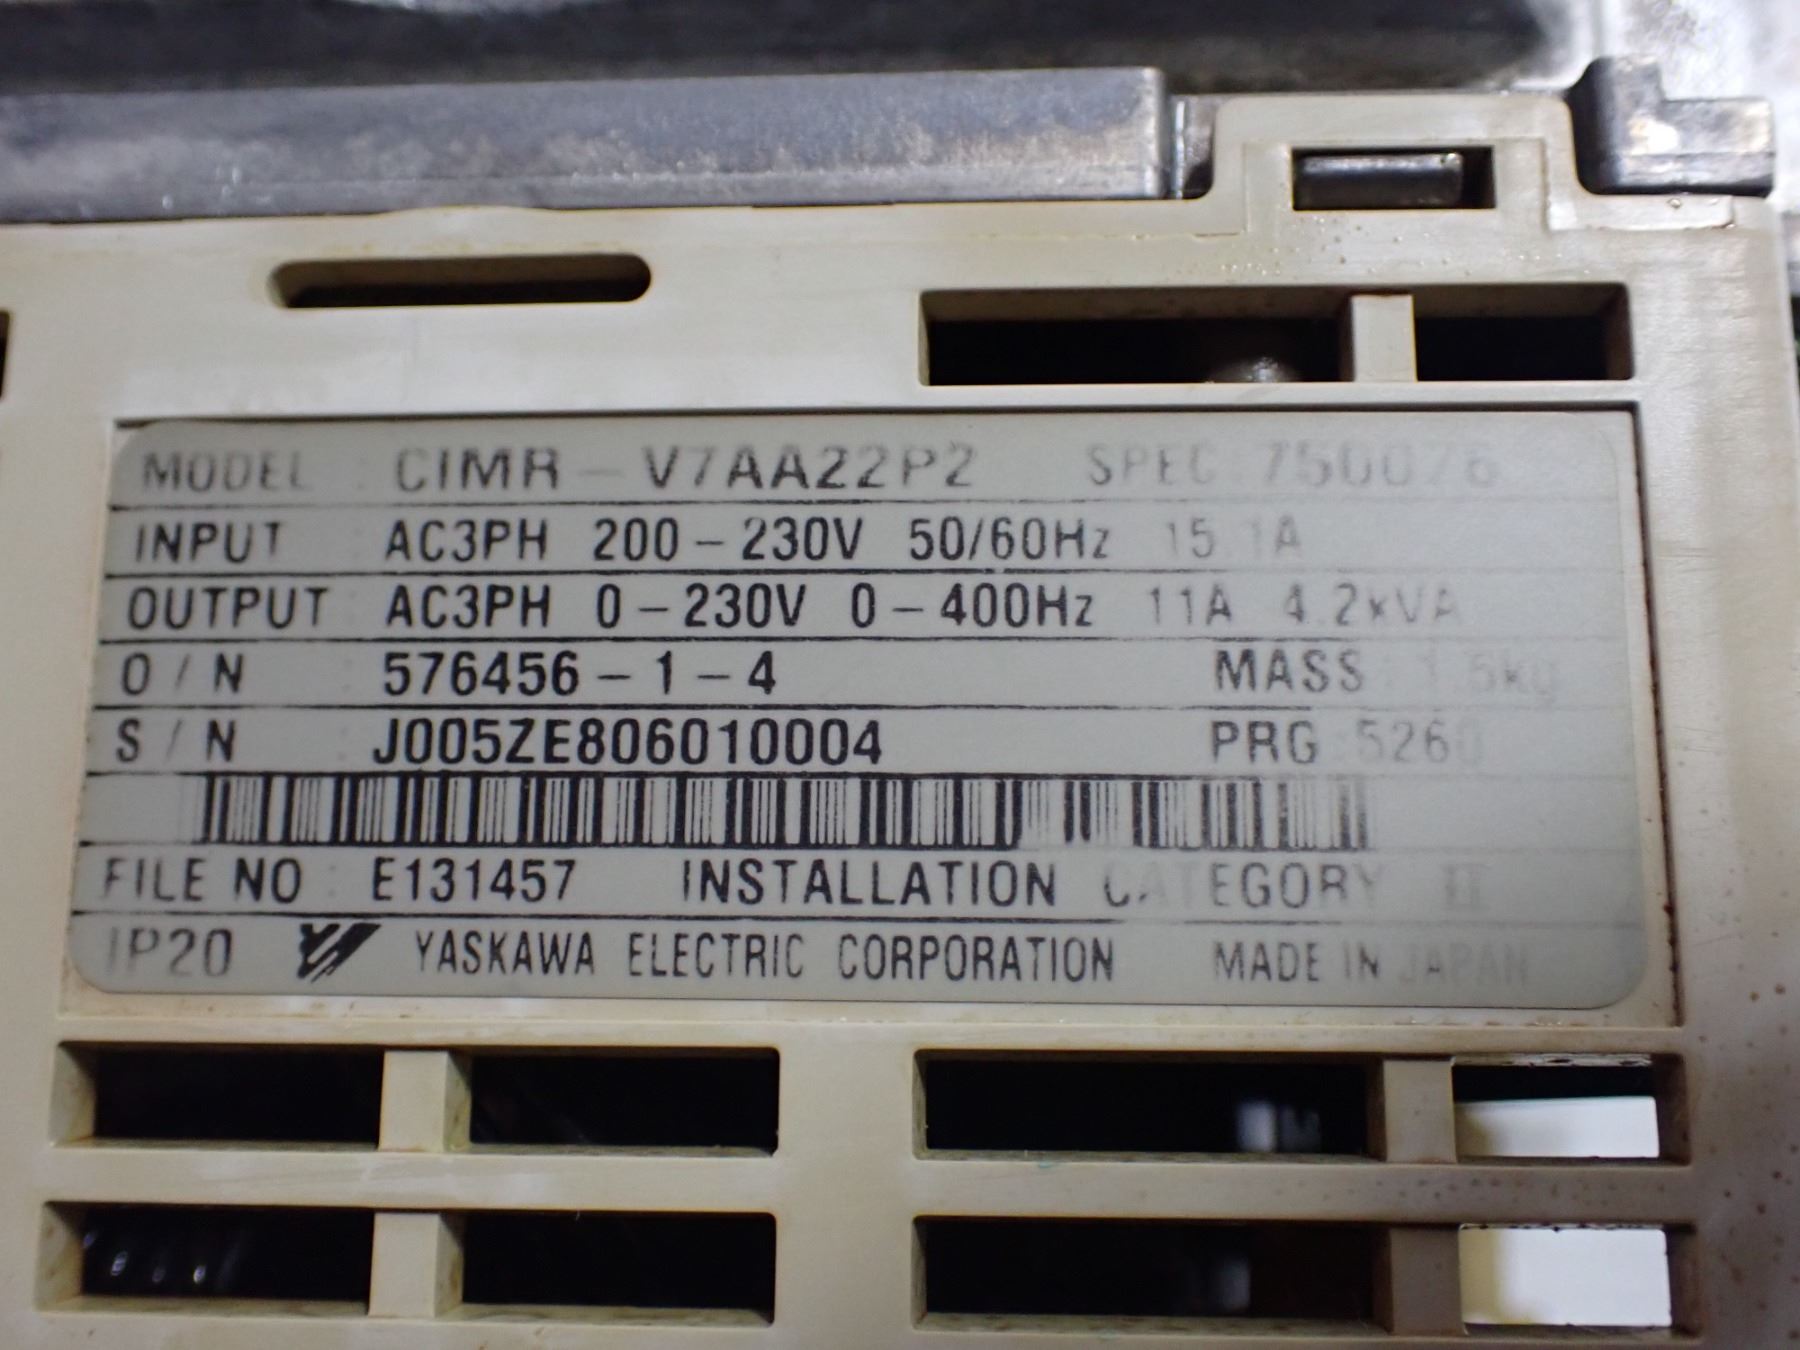 MODEL : CIMR-V7AA22P2 SPEC
INPUT : AC3PH 200-230V 50/60Hz 15.1A
OUTPUT : AC3PH 0-230V 0-400Hz 11A 4.2kVA
O/N : 576456-1-4 MASS :
S/N : J005ZE806010004 PRG 5260
FILE NO : E131457 INSTALLATION CATEGORY II
IP20 YASKAWA ELECTRIC CORPORATION MADE IN JAPAN